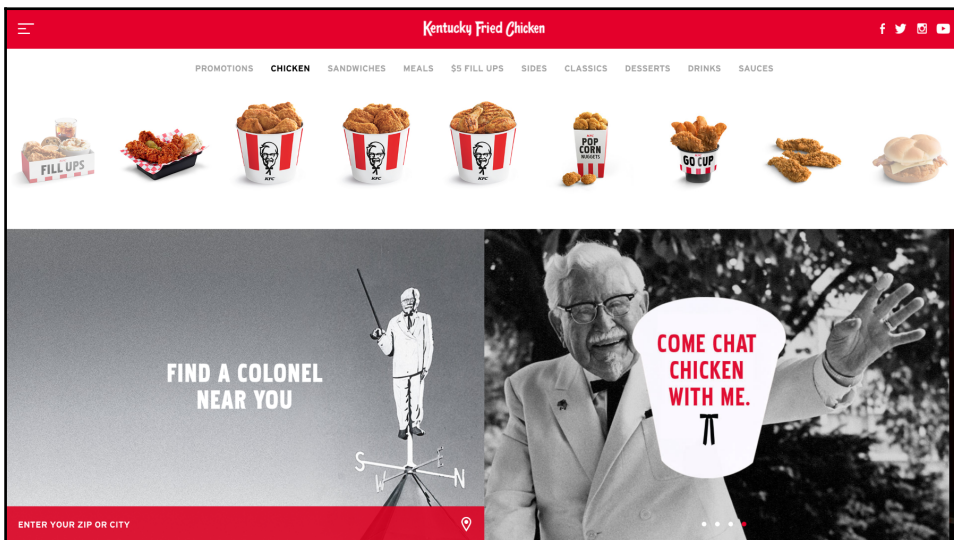 Kentucky Fried Chicken
PROMOTIONS CHICKEN SANDWICHES MEALS $5 FILL UPS SIDES CLASSICS DESSERTS DRINKS SAUCES
FILL UPS
KFC
KFC
KFC
POP
CORN
NUGGETS
GO CUP
FIND A COLONEL
NEAR YOU
S E
W N
ENTER YOUR ZIP OR CITY
COME CHAT
CHICKEN
WITH ME.